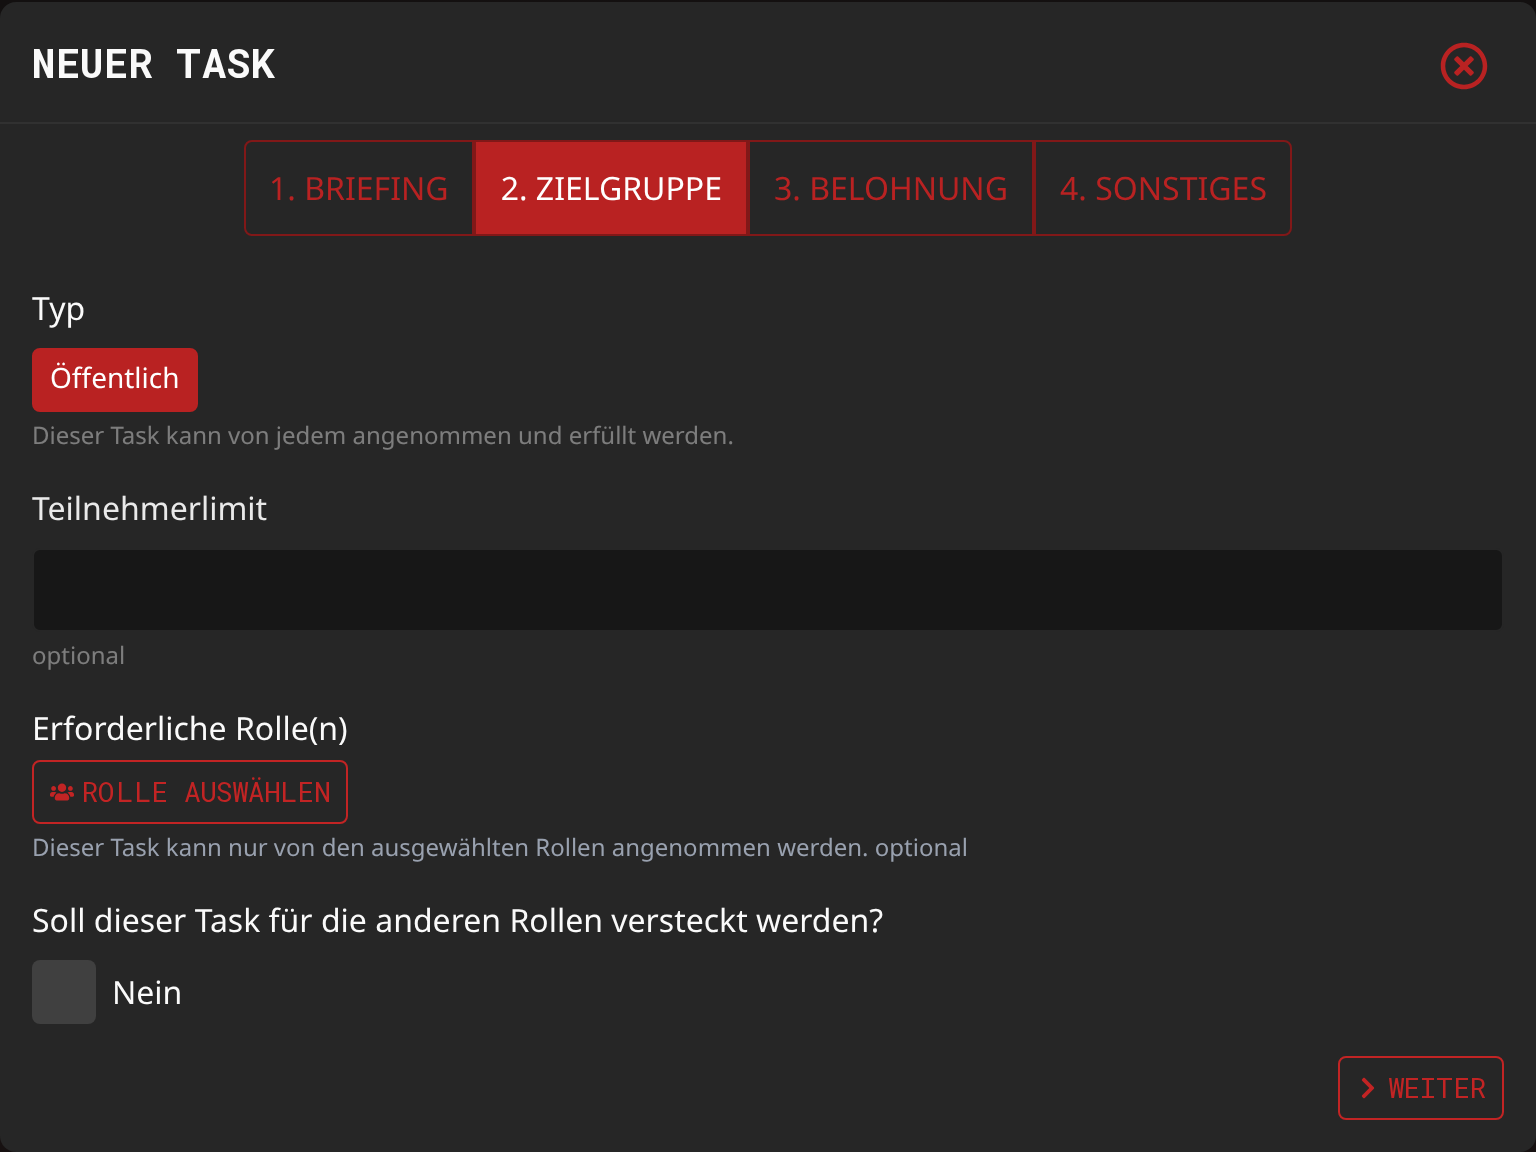 NEUER TASK
1. BRIEFING
2. ZIELGRUPPE
3. BELOHNUNG
4. SONSTIGES
Typ
Öffentlich
Dieser Task kann von jedem angenommen und erfüllt werden.
Teilnehmerlimit
optional
Erforderliche Rolle(n)
ROLLE AUSWÄHLEN
Dieser Task kann nur von den ausgewählten Rollen angenommen werden. optional
Soll dieser Task für die anderen Rollen versteckt werden?
Nein
WEITER